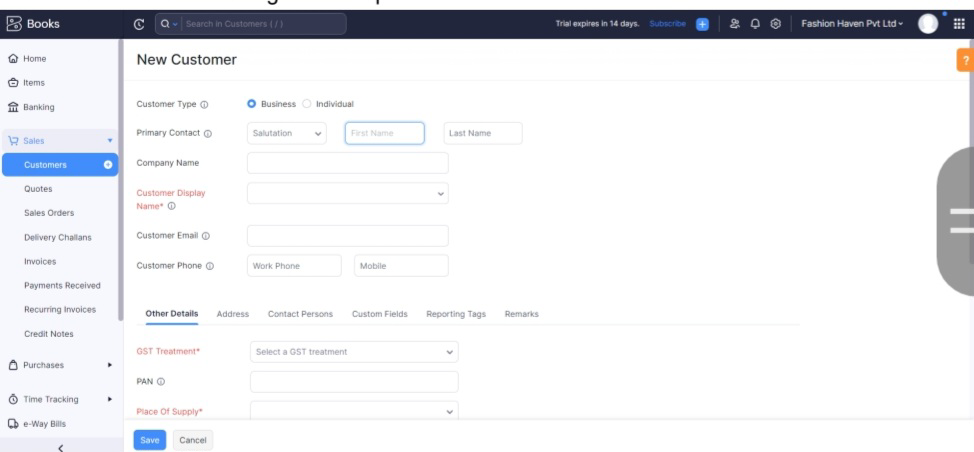 Books
Search in Customers ( / )
Trial expires in 14 days. Subscribe
Fashion Haven Pvt Ltd
Home
Items
Banking
Sales
Customers
Quotes
Sales Orders
Delivery Challans
Invoices
Payments Received
Recurring Invoices
Credit Notes
Purchases
Time Tracking
e-Way Bills
New Customer
?
Customer Type
Business Individual
Primary Contact
Salutation First Name Last Name
Company Name
Customer Display
Name*
Customer Email
Customer Phone
Work Phone Mobile
Other Details Address Contact Persons Custom Fields Reporting Tags Remarks
GST Treatment*
Select a GST treatment
PAN
Place Of Supply*
Save Cancel